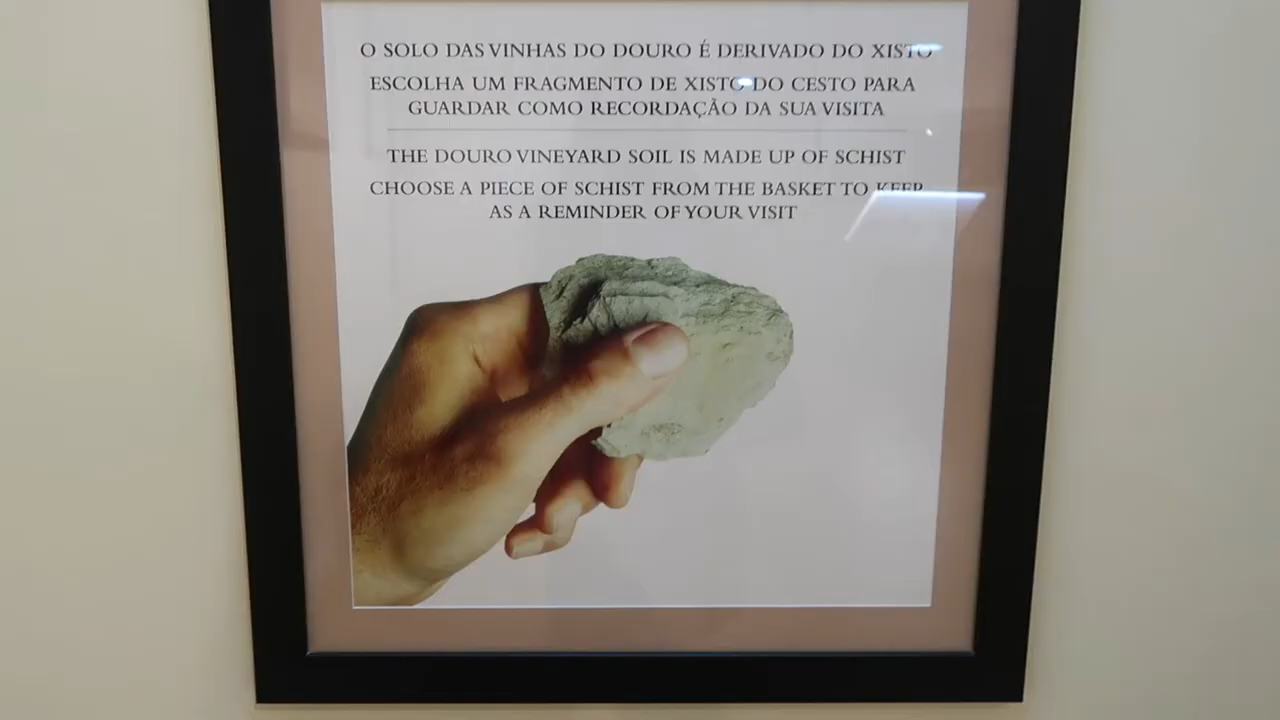 O SOLO DAS VINHAS DO DOURO É DERIVADO DO XISTO
ESCOLHA UM FRAGMENTO DE XISTO DO CESTO PARA
GUARDAR COMO RECORDAÇÃO DA SUA VISITA
THE DOURO VINEYARD SOIL IS MADE UP OF SCHIST
CHOOSE A PIECE OF SCHIST FROM THE BASKET TO KEEP
AS A REMINDER OF YOUR VISIT